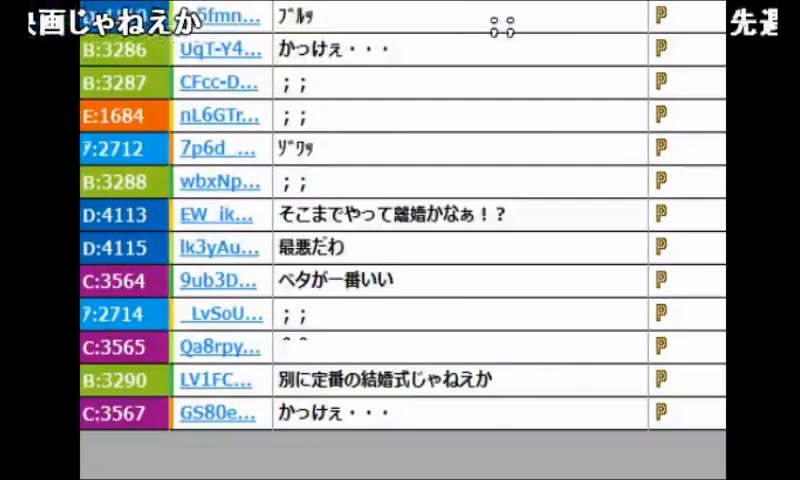 映画じゃねえか
先週
5fmn... ﾌﾞﾙｯ P
B:3286 UqT-Y4... かっけぇ・・・ P
B:3287 CFcc-D... ; ; P
E:1684 nL6GTr... ; ; P
ｱ:2712 7p6d_... ｿﾞﾜｯ P
B:3288 wbxNp... ; ; P
D:4113 EW_ik... そこまでやって離婚かなぁ！？ P
D:4115 lk3yAu... 最悪だわ P
C:3564 9ub3D... ベタが一番いい P
ｱ:2714 _LvSoU... ; ; P
C:3565 Qa8rpy... ＾＾ P
B:3290 LV1FC... 別に定番の結婚式じゃねえか P
C:3567 GS80e... かっけぇ・・・ P